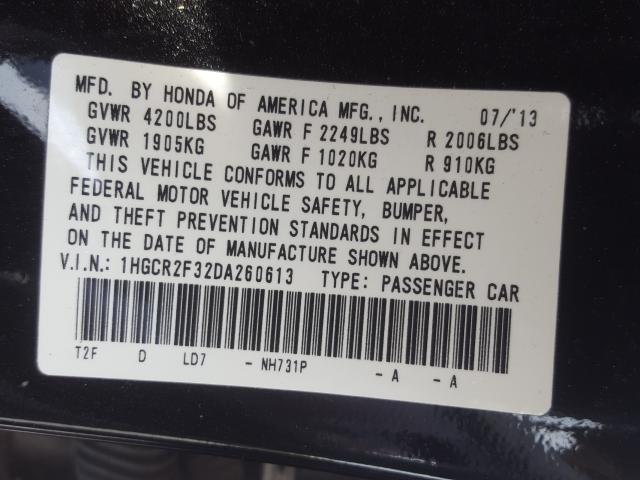 MFD. BY HONDA OF AMERICA MFG., INC. 07/'13
GVWR 4200LBS GAWR F 2249LBS R 2006LBS
GVWR 1905KG GAWR F 1020KG R 910KG
THIS VEHICLE CONFORMS TO ALL APPLICABLE
FEDERAL MOTOR VEHICLE SAFETY, BUMPER,
AND THEFT PREVENTION STANDARDS IN EFFECT
ON THE DATE OF MANUFACTURE SHOWN ABOVE.
V.I.N.: 1HGCR2F32DA260613 TYPE: PASSENGER CAR
T2F D LD7 - NH731P - A - A